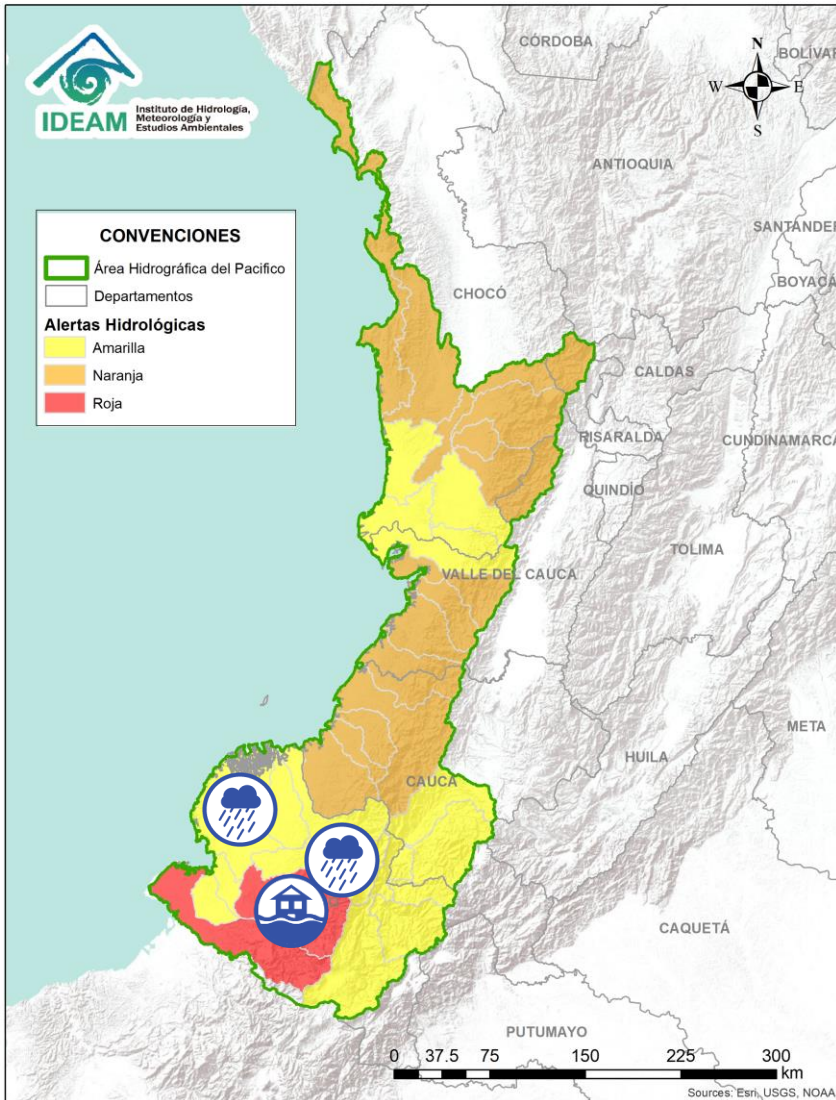 IDEAM
Instituto de Hidrología,
Meteorología y
Estudios Ambientales
CÓRDOBA
BOLÍVAR
N
W
E
S
ANTIOQUIA
SANTANDER
BOYACÁ
CONVENCIONES
Área Hidrográfica del Pacifico
Departamentos
Alertas Hidrológicas
Amarilla
Naranja
Roja
CHOCÓ
CALDAS
RISARALDA
CUNDINAMARCA
QUINDÍO
TOLIMA
VALLE DEL CAUCA
META
HUILA
CAUCA
CAQUETÁ
PUTUMAYO
0 37.5 75 150 225 300
km
Sources: Esri, USGS, NOAA